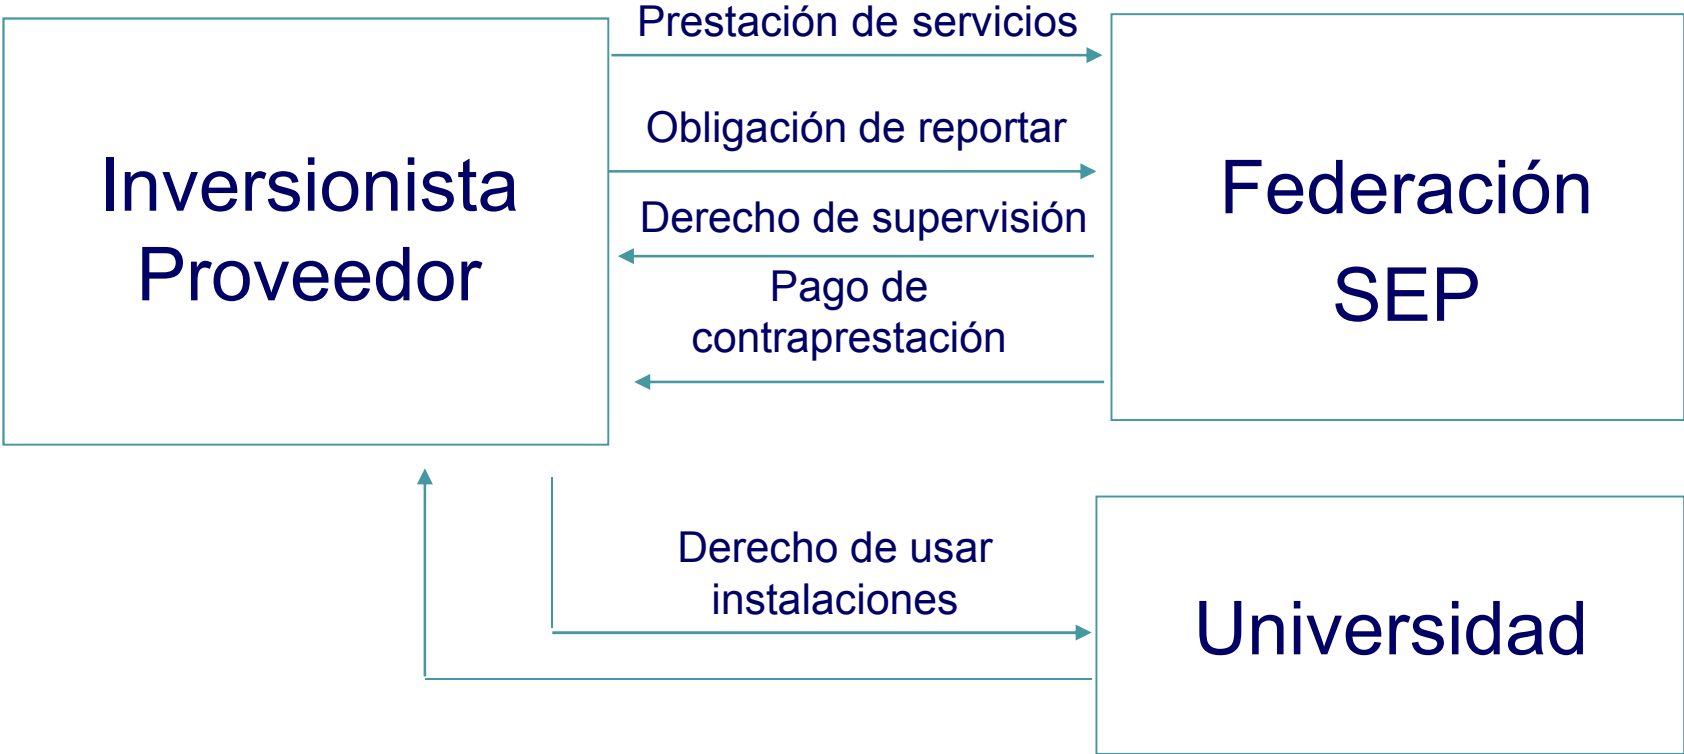 Prestación de servicios
Obligación de reportar
Inversionista
Proveedor
Derecho de supervisión
Pago de
contraprestación
Federación
SEP
Derecho de usar
instalaciones
Universidad